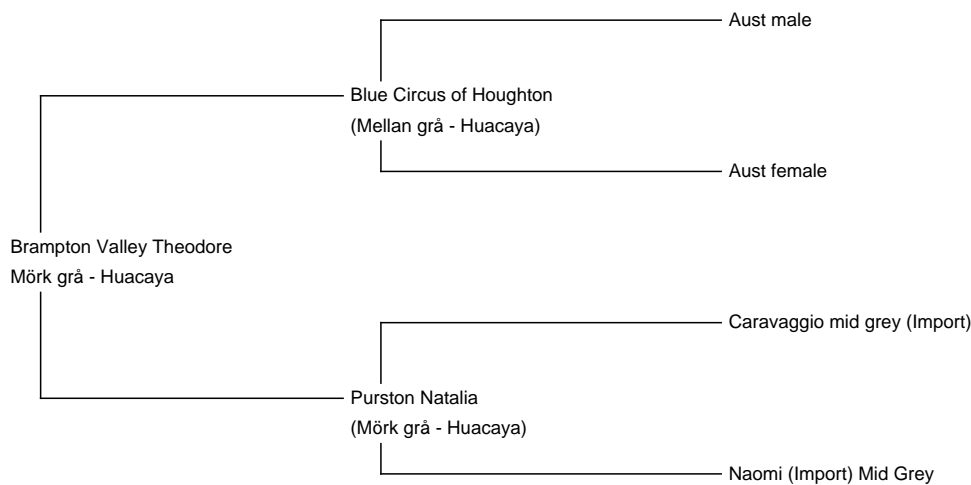 Aust male
Blue Circus of Houghton
(Mellan grå - Huacaya)
Aust female
Brampton Valley Theodore
Mörk grå - Huacaya
Caravaggio mid grey (Import)
Purston Natalia
(Mörk grå - Huacaya)
Naomi (Import) Mid Grey